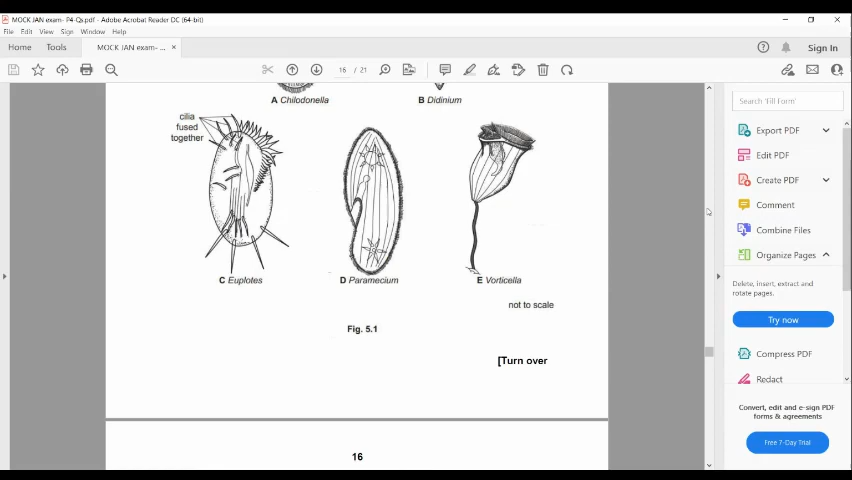 MOCK JAN exam- P4-Qs.pdf - Adobe Acrobat Reader DC (64-bit)
File Edit View Sign Window Help
Home Tools MOCK JAN exam- ... × Sign In
16 / 21
Search 'Fill Form'
A Chilodonella B Didinium
cilia
fused
together
C Euplotes D Paramecium E Vorticella
not to scale
Fig. 5.1
[Turn over
16
Export PDF
Edit PDF
Create PDF
Comment
Combine Files
Organize Pages
Delete, insert, extract and
rotate pages.
Try now
Compress PDF
Redact
Convert, edit and e-sign PDF
forms & agreements
Free 7-Day Trial